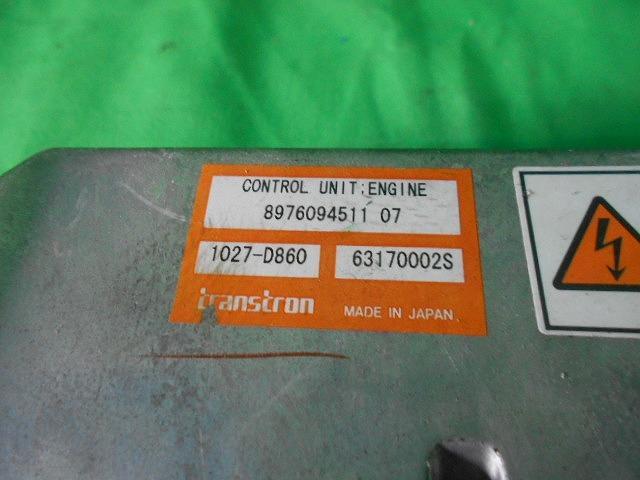 CONTROL UNIT;ENGINE
8976094511 07
1027-D860
63170002S
transtron
MADE IN JAPAN.